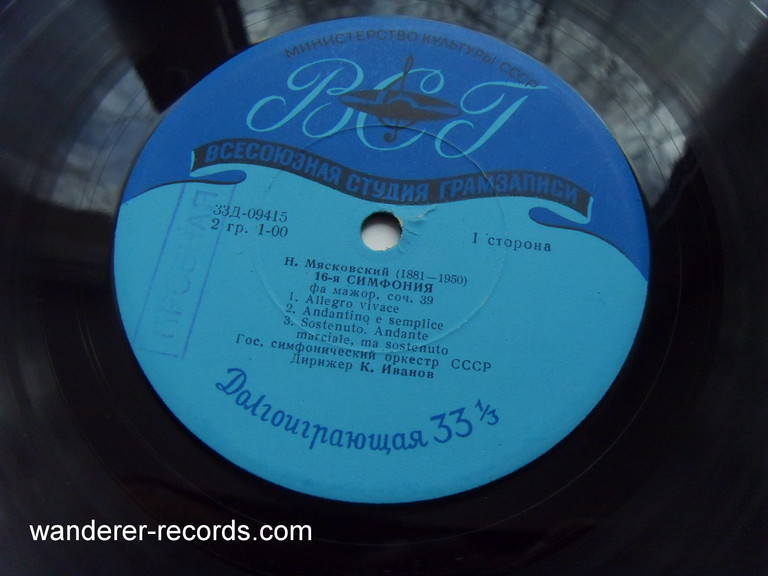 МИНИСТЕРСТВО КУЛЬТУРЫ СССР
ВСГ
ВСЕСОЮЗНАЯ СТУДИЯ ГРАМЗАПИСИ
33Д-09415
2 гр. 1-00
1 сторона
Н. Мясковский (1881—1950)
16-я СИМФОНИЯ
фа мажор, соч. 39
1. Allegro vivace
2. Andantino e semplice
3. Sostenuto. Andante
marciale, ma sostenuto
Гос. симфонический оркестр СССР
Дирижер К. Иванов
Долгоиграющая 33 1/3
ПРОБНАЯ
wanderer-records.com